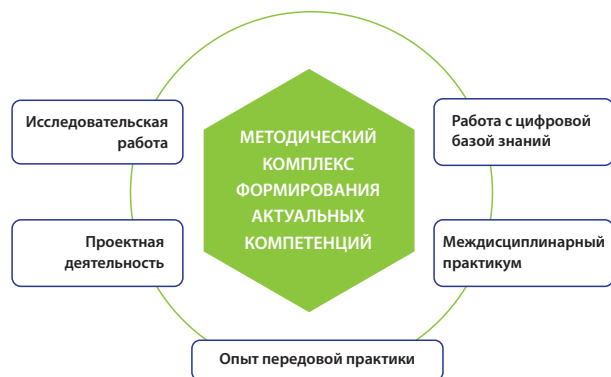 Исследовательская
работа
Проектная
деятельность
МЕТОДИЧЕСКИЙ
КОМПЛЕКС
ФОРМИРОВАНИЯ
АКТУАЛЬНЫХ
КОМПЕТЕНЦИЙ
Работа с цифровой
базой знаний
Междисциплинарный
практикум
Опыт передовой практики